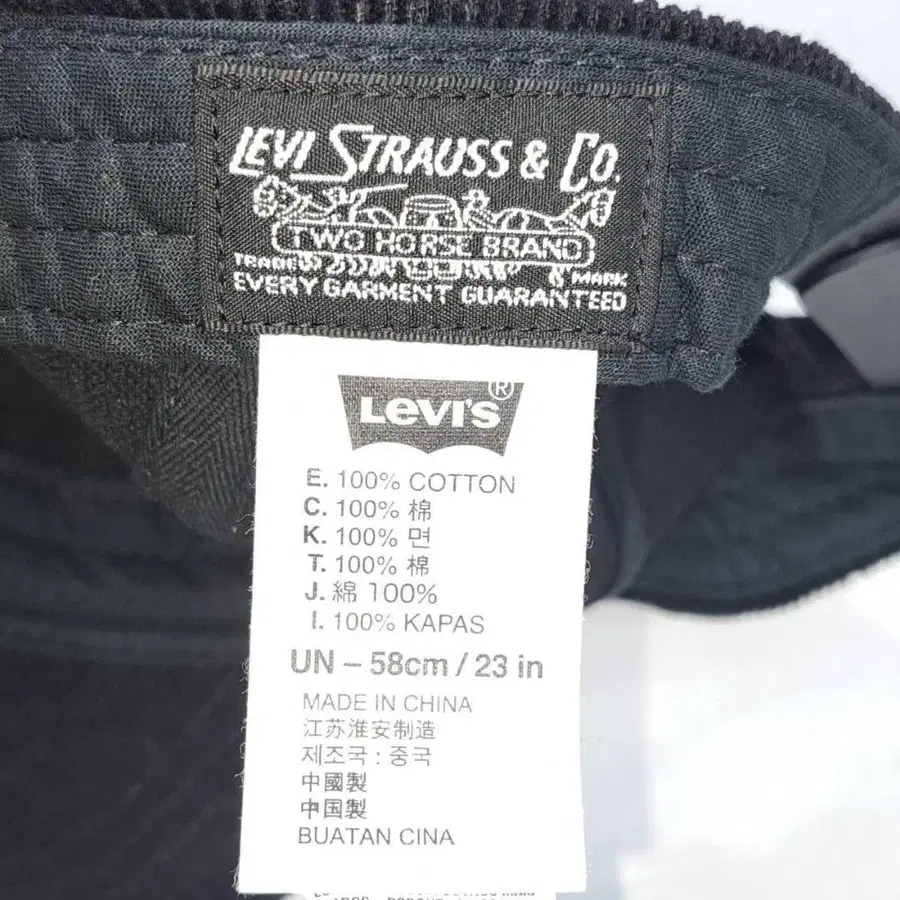 LEVI STRAUSS & CO.
TWO HORSE BRAND
TRADE MARK
EVERY GARMENT GUARANTEED
LEVI'S®
E. 100% COTTON
C. 100% 棉
K. 100% 면
T. 100% 棉
J. 綿 100%
I. 100% KAPAS
UN – 58cm / 23 in
MADE IN CHINA
江苏淮安制造
제조국 : 중국
中國製
中国製
BUATAN CINA